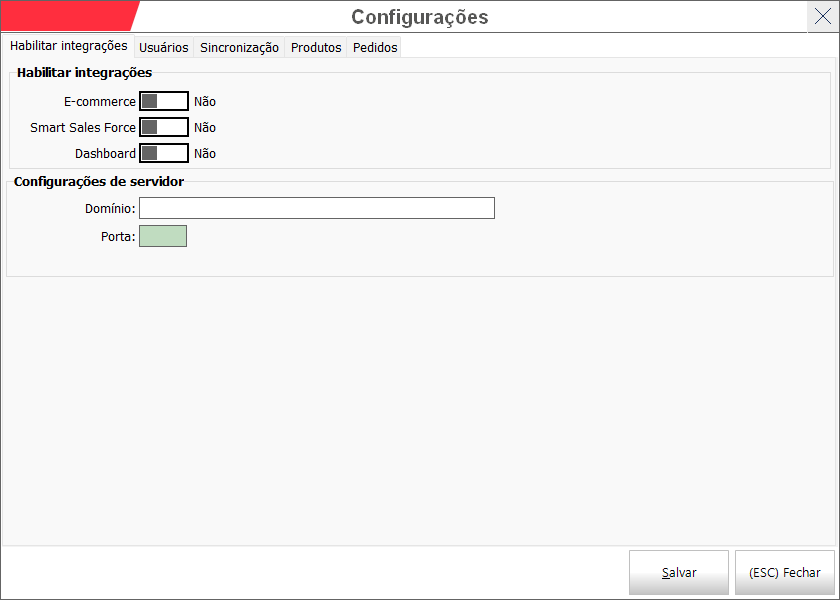 Configurações
Habilitar integrações Usuários Sincronização Produtos Pedidos
Habilitar integrações
E-commerce Não
Smart Sales Force Não
Dashboard Não
Configurações de servidor
Domínio:
Porta:
Salvar (ESC) Fechar